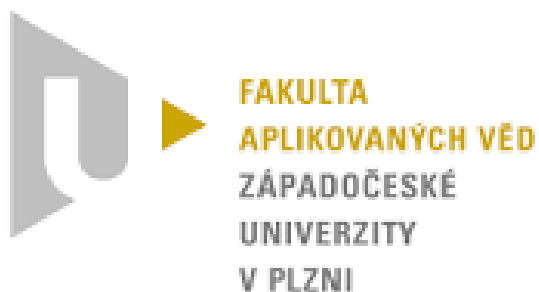 FAKULTA
APLIKOVANÝCH VĚD
ZÁPADOČESKÉ
UNIVERZITY
V PLZNI